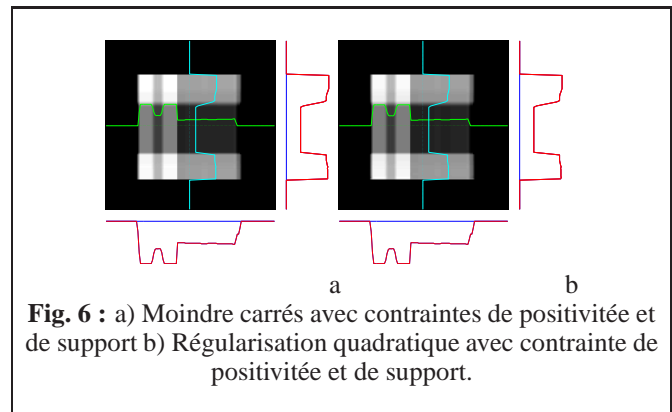 a b
Fig. 6 : a) Moindre carrés avec contraintes de positivitée et
de support b) Régularisation quadratique avec contrainte de
positivitée et de support.